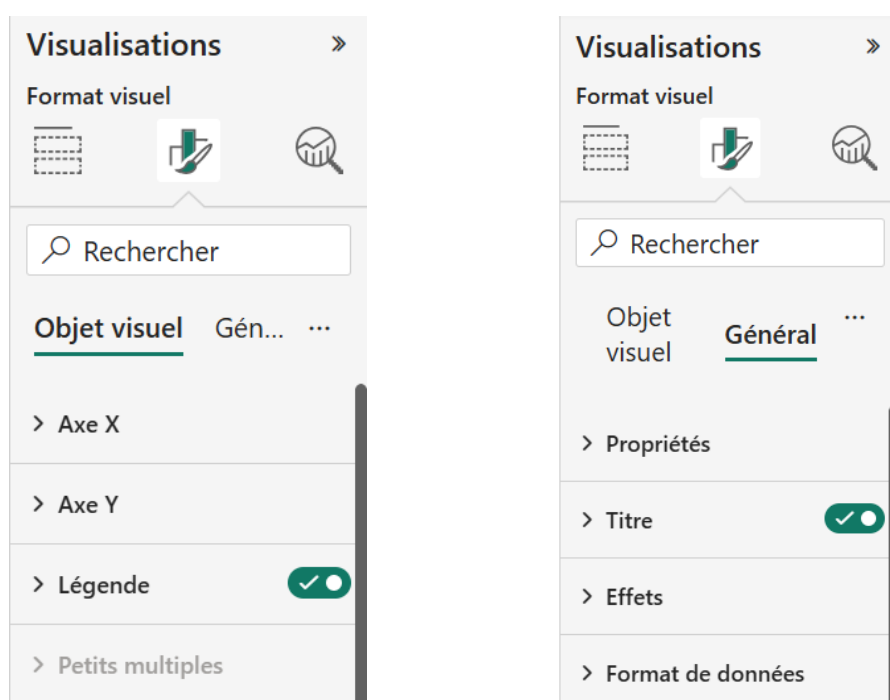 Visualisations »
Format visuel
Rechercher
Objet visuel Gén... ...
Axe X
Axe Y
Légende
Petits multiples
Visualisations »
Format visuel
Rechercher
Objet
visuel
Général
...
Propriétés
Titre
Effets
Format de données